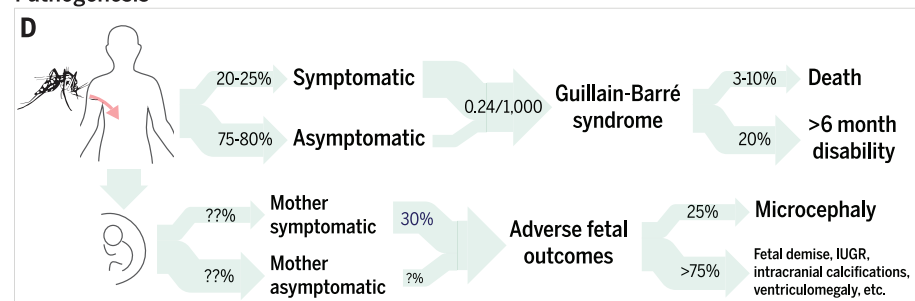 Pathogenesis
D
20-25%
Symptomatic
75-80%
Asymptomatic
0.24/1,000
Guillain-Barré
syndrome
3-10%
Death
20%
>6 month
disability
??%
Mother
symptomatic
30%
??%
Mother
asymptomatic
?%
Adverse fetal
outcomes
25%
Microcephaly
>75%
Fetal demise, IUGR,
intracranial calcifications,
ventriculomegaly, etc.